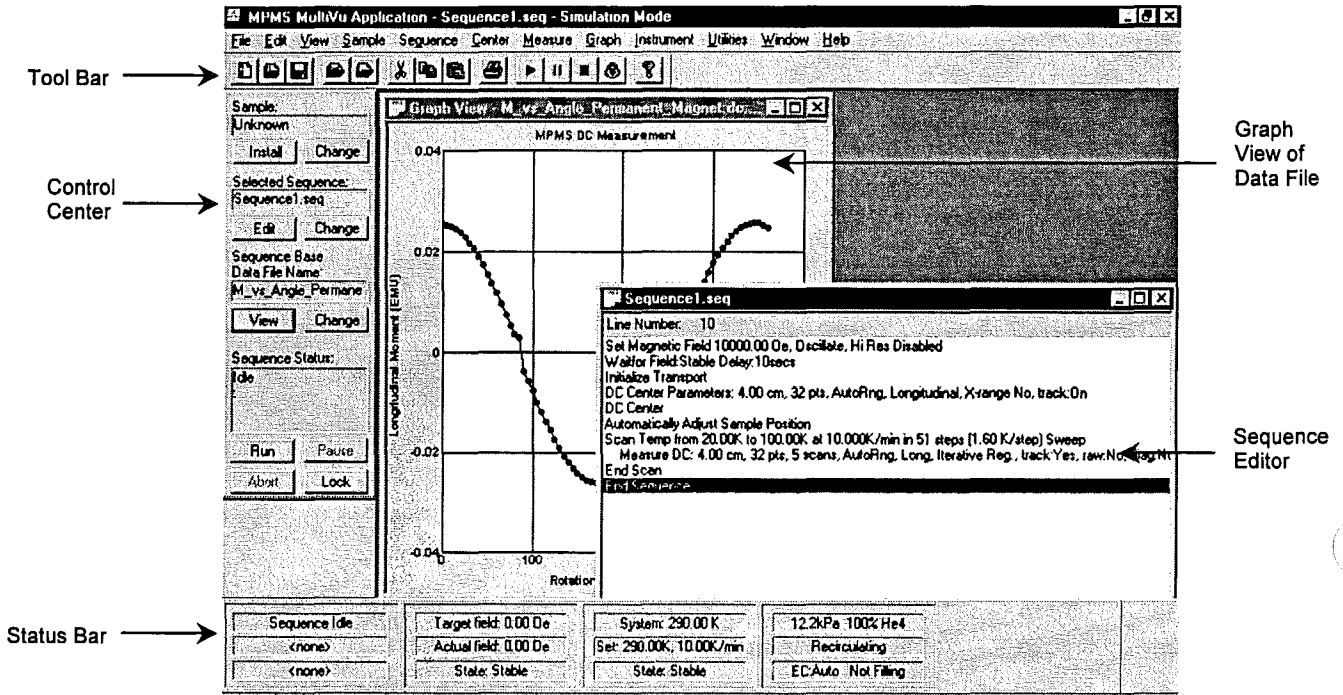 MPMS MultiVu Application - Sequence1.seq - Simulation Mode
File Edit View Sample Sequence Center Measure Graph Instrument Utilities Window Help
Tool Bar
Sample:
Unknown
Install Change
Control
Center
Selected Sequence:
Sequence1.seq
Edit Change
Sequence Base
Data File Name:
M_vs_Angle_Permane
View Change
Sequence Status:
Idle
Run Pause
Abort Lock
Graph View - M_vs_Angle_Permanent_Magnet.dc.
MPMS DC Measurement
0.04
0.02
0
-0.02
-0.04
Longitudinal Moment [EMU]
0
100
Rotation
Graph
View of
Data File
Sequence1.seq
Line Number: 10
Set Magnetic Field 10000.00 Oe, Oscillate, Hi Res Disabled
Waitfor Field:Stable Delay:10secs
Initialize Transport
DC Center Parameters: 4.00 cm, 32 pts, AutoRng, Longitudinal, X-range No, track:On
DC Center
Automatically Adjust Sample Position
Scan Temp from 20.00K to 100.00K at 10.000K/min in 51 steps [1.60 K/step] Sweep
Measure DC: 4.00 cm, 32 pts, 5 scans, AutoRng, Long, Iterative Reg., track:Yes, raw:No,
End Scan
End Sequence
Sequence
Editor
Status Bar
Sequence Idle
<none>
<none>
Target field: 0.00 Oe
Actual field: 0.00 Oe
State: Stable
System: 290.00 K
Set: 290.00K, 10.00K/min
State: Stable
12.2kPa 100% He4
Recirculating
EC:Auto Not Filling